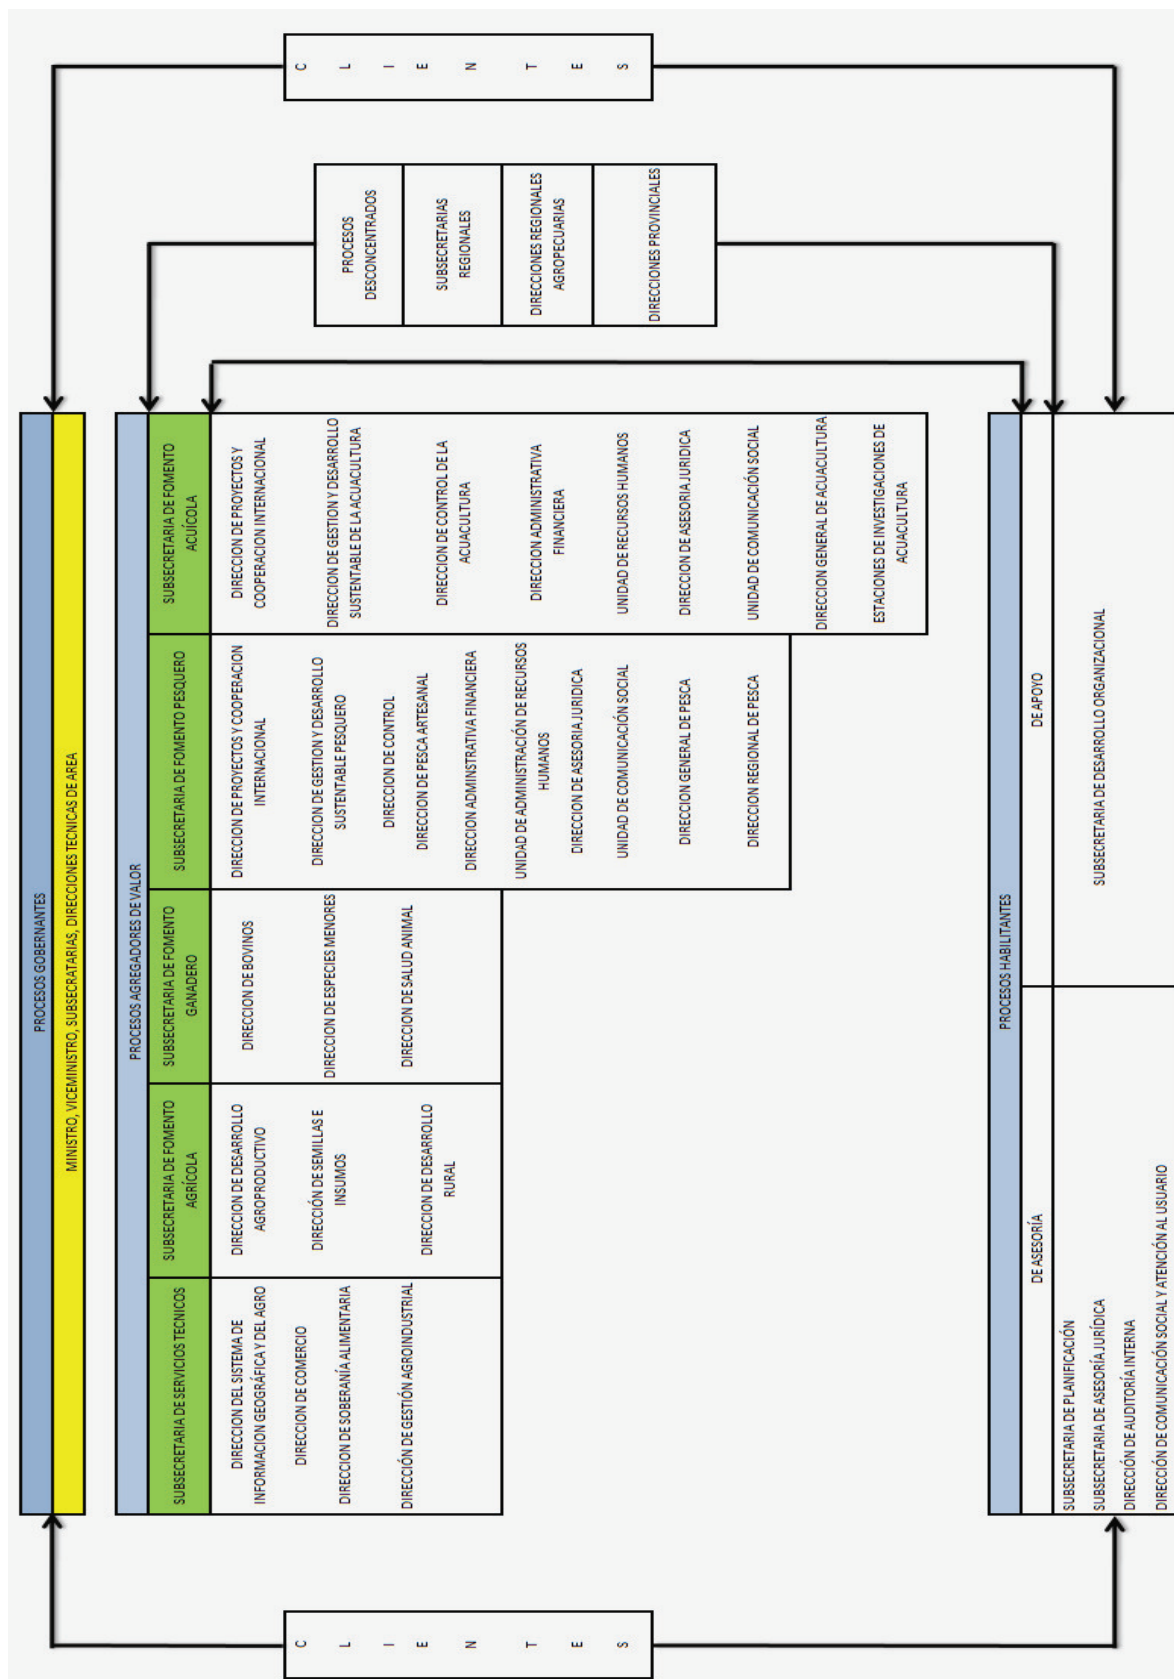 C
L
I
E
N
T
E
S
PROCESOS GOBERNANTES
MINISTRO, VICEMINISTRO, SUBSECRATARIAS, DIRECCIONES TECNICAS DE AREA
PROCESOS AGREGADORES DE VALOR
SUBSECRETARIA DE SERVICIOS TECNICOS
DIRECCION DEL SISTEMA DE
INFORMACION GEOGRÁFICA Y DEL AGRO
DIRECCION DE COMERCIO
DIRECCION DE SOBERANÍA ALIMENTARIA
DIRECCIÓN DE GESTIÓN AGROINDUSTRIAL
SUBSECRETARIA DE FOMENTO
AGRÍCOLA
DIRECCION DE DESARROLLO
AGROPRODUCTIVO
DIRECCIÓN DE SEMILLAS E
INSUMOS
DIRECCION DE DESARROLLO
RURAL
SUBSECRETARIA DE FOMENTO
GANADERO
DIRECCION DE BOVINOS
DIRECCION DE ESPECIES MENORES
DIRECCION DE SALUD ANIMAL
SUBSECRETARIA DE FOMENTO PESQUERO
DIRECCION DE PROYECTOS Y COOPERACION
INTERNACIONAL
DIRECCION DE GESTION Y DESARROLLO
SUSTENTABLE PESQUERO
DIRECCION DE CONTROL
DIRECCION DE PESCA ARTESANAL
DIRECCION ADMINSTRATIVA FINANCIERA
UNIDAD DE ADMINISTRACIÓN DE RECURSOS
HUMANOS
DIRECCION DE ASESORIA JURIDICA
UNIDAD DE COMUNICACIÓN SOCIAL
DIRECCION GENERAL DE PESCA
DIRECCION REGIONAL DE PESCA
SUBSECRETARIA DE FOMENTO
ACUÍCOLA
DIRECCION DE PROYECTOS Y
COOPERACION INTERNACIONAL
DIRECCION DE GESTION Y DESARROLLO
SUSTENTABLE DE LA ACUACULTURA
DIRECCION DE CONTROL DE LA
ACUACULTURA
DIRECCION ADMINISTRATIVA
FINANCIERA
UNIDAD DE RECURSOS HUMANOS
DIRECCION DE ASESORIA JURIDICA
UNIDAD DE COMUNICACIÓN SOCIAL
DIRECCION GENERAL DE ACUACULTURA
ESTACIONES DE INVESTIGACIONES DE
ACUACULTURA
PROCESOS HABILITANTES
DE ASESORÍA
SUBSECRETARIA DE PLANIFICACIÓN
SUBSECRETARIA DE ASESORÍA JURÍDICA
DIRECCIÓN DE AUDITORÍA INTERNA
DIRECCIÓN DE COMUNICACIÓN SOCIAL Y ATENCIÓN AL USUARIO
DE APOYO
SUBSECRETARIA DE DESARROLLO ORGANIZACIONAL
PROCESOS
DESCONCENTRADOS
SUBSECRETARIAS
REGIONALES
DIRECCIONES REGIONALES
AGROPECUARIAS
DIRECCIONES PROVINCIALES
C
L
I
E
N
T
E
S